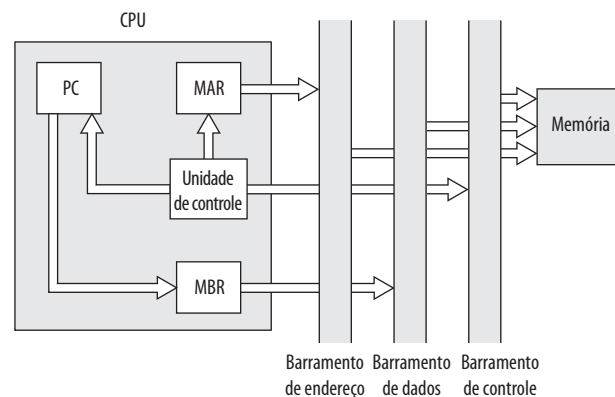 CPU
PC
MAR
Memória
Unidade
de controle
MBR
Barramento
de endereço
Barramento
de dados
Barramento
de controle